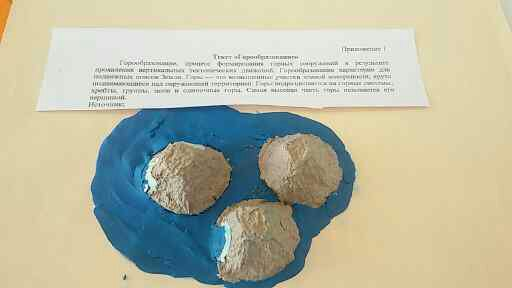 Приложение 1
Текст «Горообразование»
Горообразование, процесс формирования горных сооружений в результате
проявления вертикальных тектонических движений. Горообразование характерно для
подвижных поясов Земли. Горы — это возвышенные участки земной поверхности, круто
поднимающиеся над окружающей территорией. Горы подразделяются на горные системы,
хребты, группы, цепи и одиночные горы. Самая высокая часть горы называется его
вершиной.
Источник: